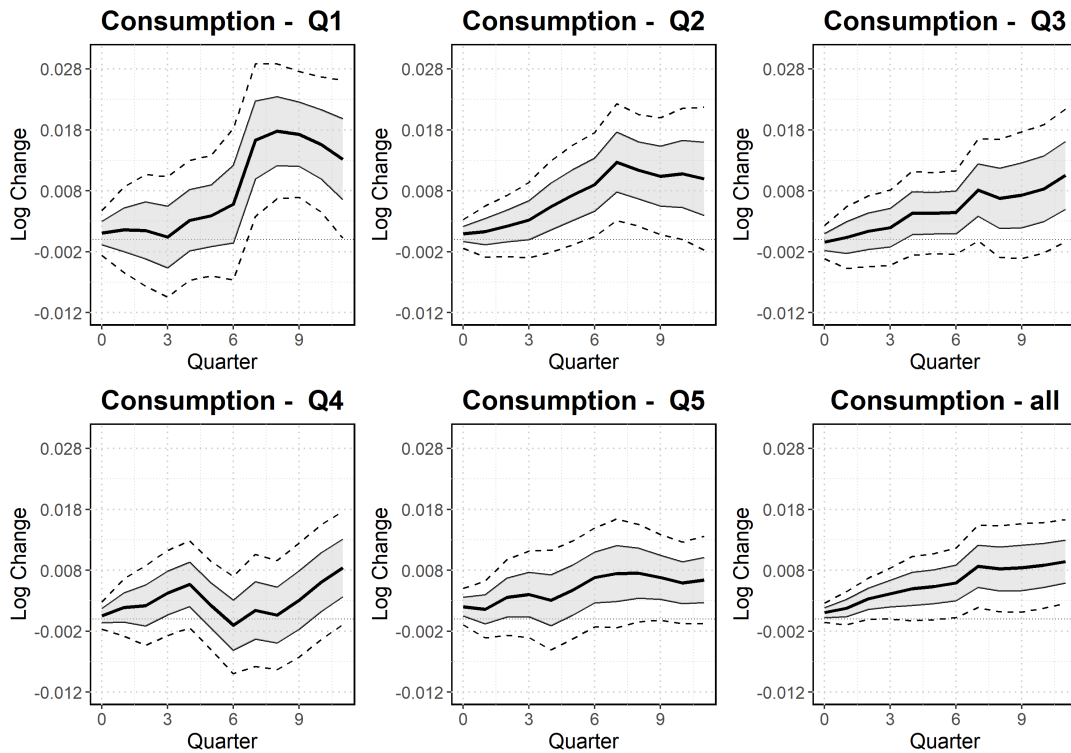 Consumption -  Q1
Consumption -  Q2
Consumption -  Q3
Log Change
0.028
0.018
0.008
-0.002
-0.012
0 3 6 9
Quarter
Log Change
0.028
0.018
0.008
-0.002
-0.012
0 3 6 9
Quarter
Log Change
0.028
0.018
0.008
-0.002
-0.012
0 3 6 9
Quarter
Consumption -  Q4
Consumption -  Q5
Consumption - all
Log Change
0.028
0.018
0.008
-0.002
-0.012
0 3 6 9
Quarter
Log Change
0.028
0.018
0.008
-0.002
-0.012
0 3 6 9
Quarter
Log Change
0.028
0.018
0.008
-0.002
-0.012
0 3 6 9
Quarter